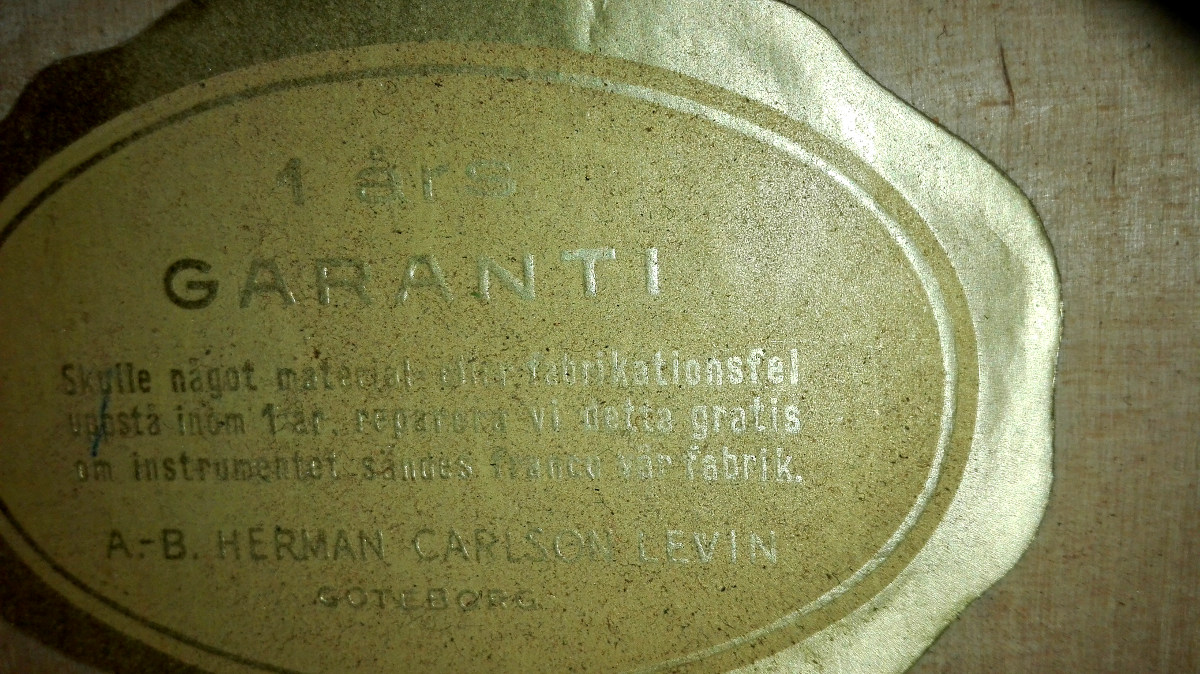 1 års
GARANTI
Skulle något material- eller fabrikationsfel
uppstå inom 1 år, reparera vi detta gratis
om instrumentet sändes franco vår fabrik.
A.-B. HERMAN CARLSON LEVIN
GÖTEBORG